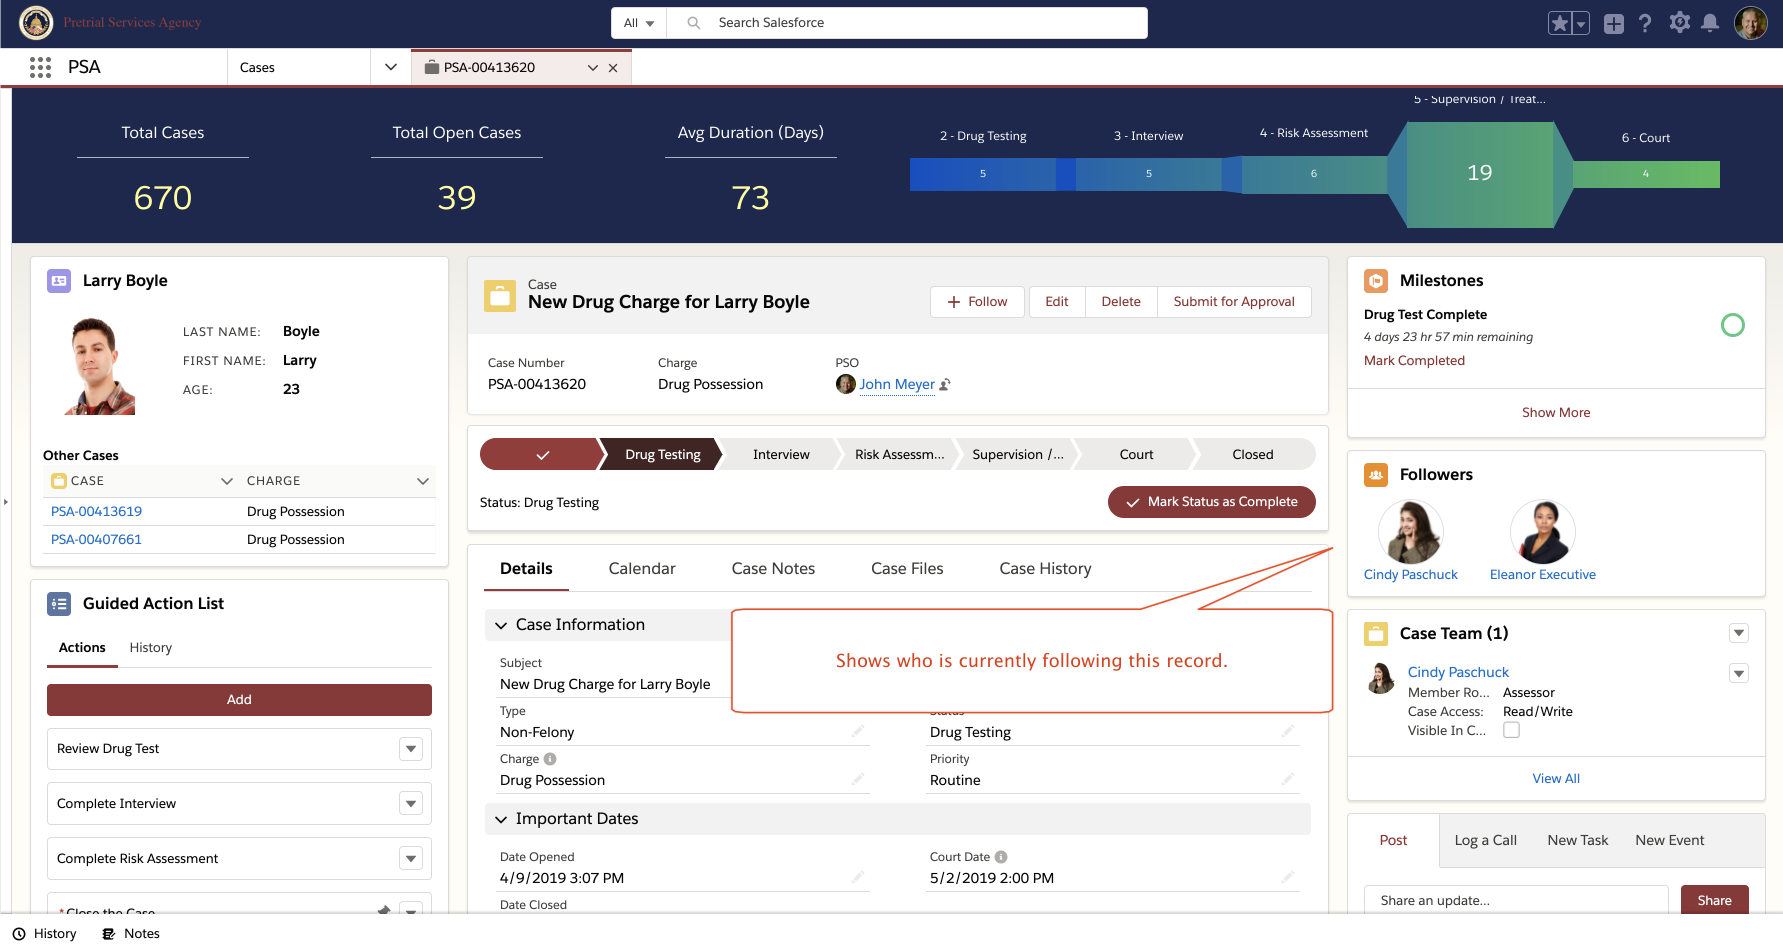 Pretrial Services Agency
All
Search Salesforce
PSA
Cases
PSA-00413620
Total Cases
670
Total Open Cases
39
Avg Duration (Days)
73
2 - Drug Testing
5
3 - Interview
5
4 - Risk Assessment
6
5 - Supervision / Treat...
19
6 - Court
4
Larry Boyle
LAST NAME: Boyle
FIRST NAME: Larry
AGE: 23
Other Cases
CASE CHARGE
PSA-00413619 Drug Possession
PSA-00407661 Drug Possession
Guided Action List
Actions History
Add
Review Drug Test
Complete Interview
Complete Risk Assessment
*Close the Case
Case
New Drug Charge for Larry Boyle
Follow Edit Delete Submit for Approval
Case Number
PSA-00413620
Charge
Drug Possession
PSO
John Meyer
Drug Testing Interview Risk Assessm... Supervision /... Court Closed
Status: Drug Testing
Mark Status as Complete
Details Calendar Case Notes Case Files Case History
Case Information
Shows who is currently following this record.
Subject
New Drug Charge for Larry Boyle
Type
Non-Felony
Status
Drug Testing
Charge
Drug Possession
Priority
Routine
Important Dates
Date Opened
4/9/2019 3:07 PM
Court Date
5/2/2019 2:00 PM
Date Closed
Milestones
Drug Test Complete
4 days 23 hr 57 min remaining
Mark Completed
Show More
Followers
Cindy Paschuck
Eleanor Executive
Case Team (1)
Cindy Paschuck
Member Ro... Assessor
Case Access: Read/Write
Visible In C...
View All
Post Log a Call New Task New Event
Share an update...
Share
History Notes